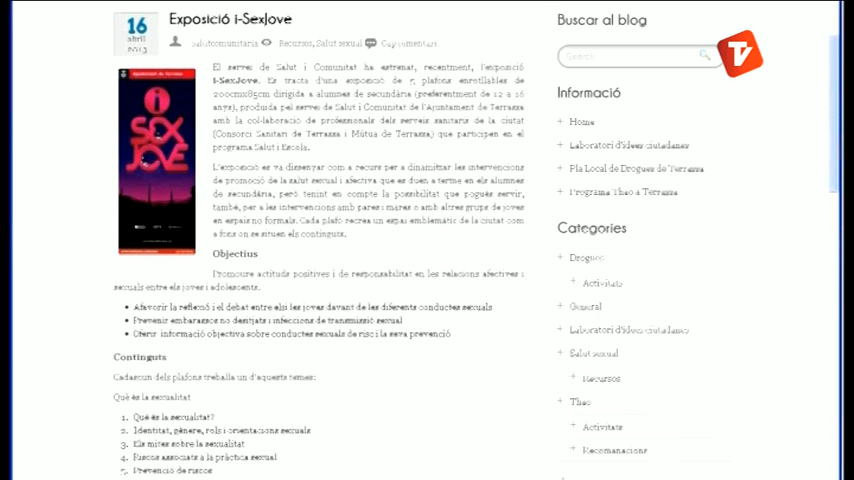 16
abril
2013
Exposició i-SexJove
salutcomunitaria Recursos, Salut sexual Cap comentari
El servei de Salut i Comunitat ha estrenat, recentment, l'exposició
i-SexJove. Es tracta d'una exposició de 5 plafons enrotllables de
200cmx85cm dirigida a alumnes de secundària (preferentment de 12 a 16
anys), produïda pel servei de Salut i Comunitat de l'Ajuntament de Terrassa
amb la col·laboració de professionals dels serveis sanitaris de la ciutat
(Consorci Sanitari de Terrassa i Mútua de Terrassa) que participen en el
programa Salut i Escola.
L'exposició es va dissenyar com a recurs per a dinamitzar les intervencions
de promoció de la salut sexual i afectiva que es duen a terme en els alumnes
de secundària, però tenint en compte la possibilitat que pogués servir,
també, per a les intervencions amb pares i mares o amb altres grups de joves
en espais no formals. Cada plafó recrea un espai emblemàtic de la ciutat com
a fons on se situen els continguts.
Objectius
Promoure actituds positives i de responsabilitat en les relacions afectives i
sexuals entre els joves i adolescents.
Afavorir la reflexió i el debat entre els i les joves davant de les diferents conductes sexuals
Prevenir embarassos no desitjats i infeccions de transmissió sexual
Oferir informació objectiva sobre conductes sexuals de risc i la seva prevenció
Continguts
Cadascun dels plafons treballa un d'aquests temes:
Què és la sexualitat
1. Què és la sexualitat?
2. Identitat, gènere, rols i orientacions sexuals
3. Els mites sobre la sexualitat
4. Riscos associats a la pràctica sexual
5. Prevenció de riscos
Ajuntament de Terrassa
i
SEX
JOVE
Buscar al blog
Search
TV
Informació
Home
Laboratori d'idees ciutadanes
Pla Local de Drogues de Terrassa
Programa Theo a Terrassa
Categories
Drogues
Activitats
General
Laboratori d'idees ciutadanes
Salut sexual
Recursos
Theo
Activitats
Recomanacions